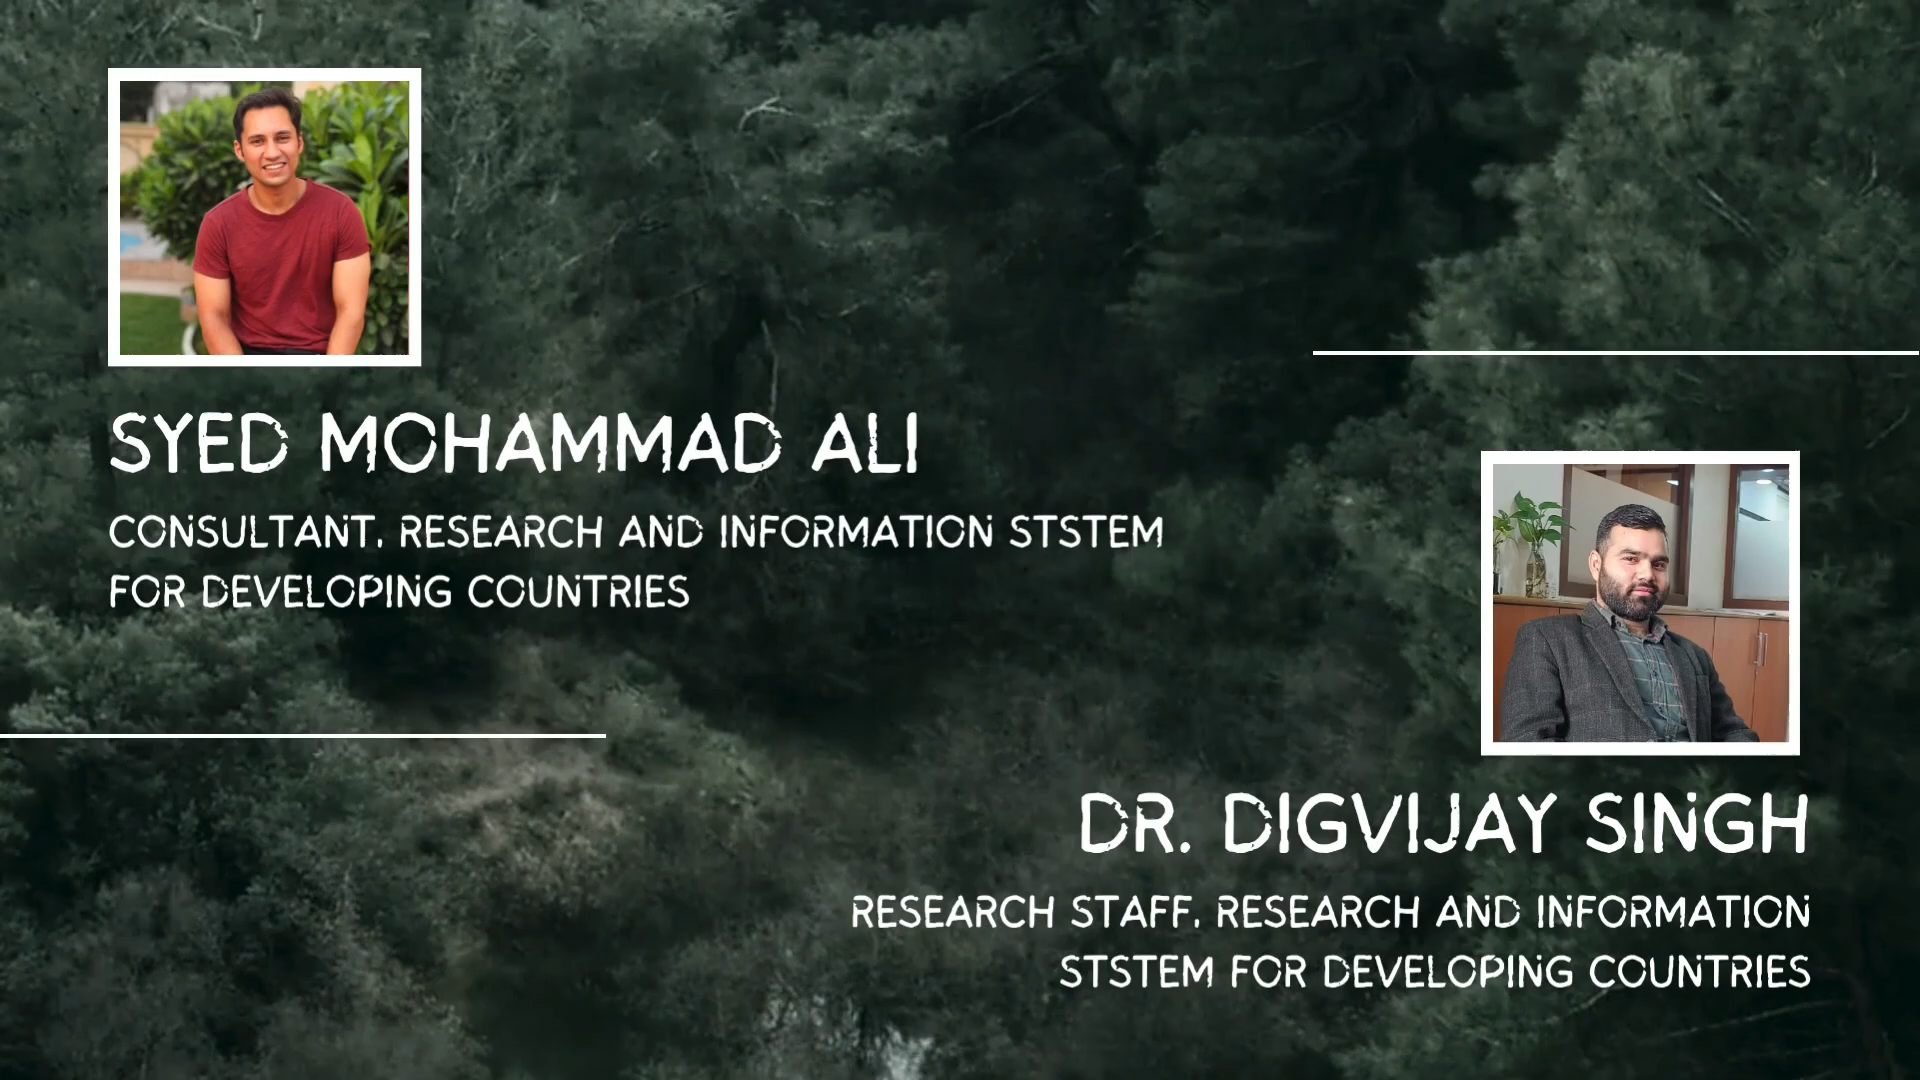 SYED MOHAMMAD ALI
CONSULTANT, RESEARCH AND INFORMATION STSTEM
FOR DEVELOPING COUNTRIES
DR. DIGVIJAY SINGH
RESEARCH STAFF, RESEARCH AND INFORMATION
STSTEM FOR DEVELOPING COUNTRIES